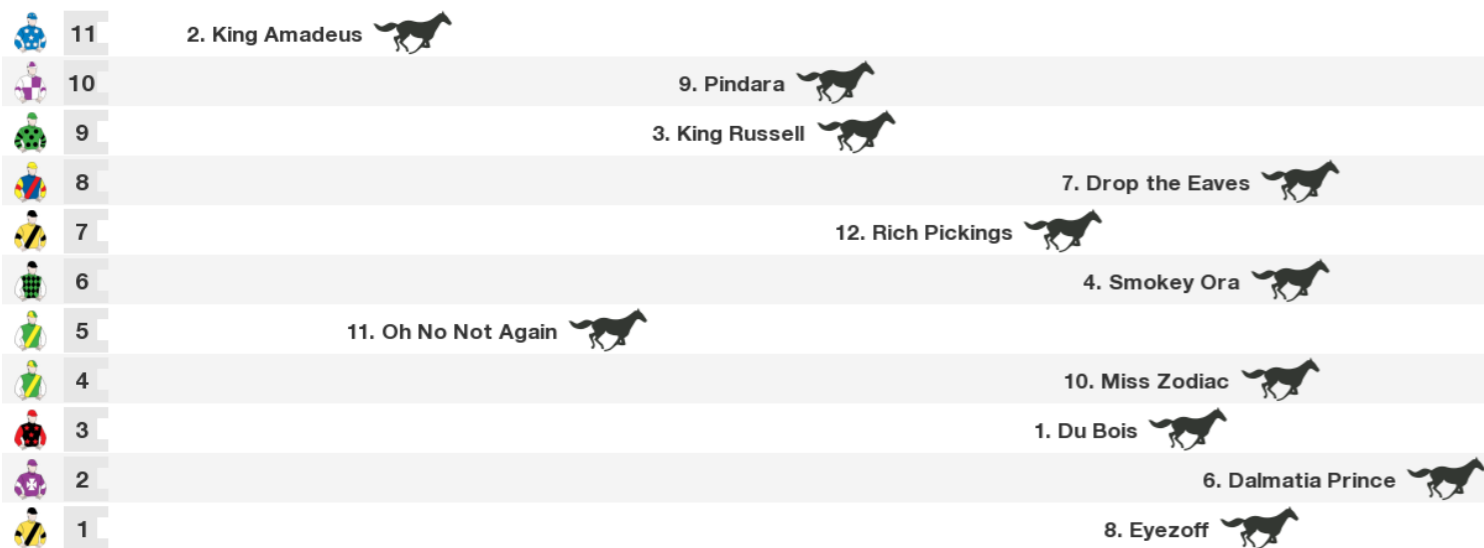 11 2. King Amadeus
10 9. Pindara
9 3. King Russell
8 7. Drop the Eaves
7 12. Rich Pickings
6 4. Smokey Ora
5 11. Oh No Not Again
4 10. Miss Zodiac
3 1. Du Bois
2 6. Dalmatia Prince
1 8. Eyezoff